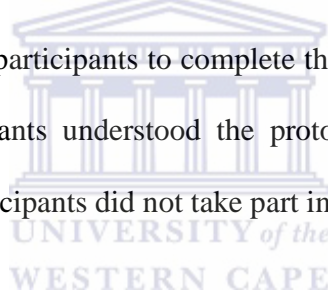 participants to complete th
ants understood the proto
cipants did not take part in
UNIVERSITY of the
WESTERN CAPE